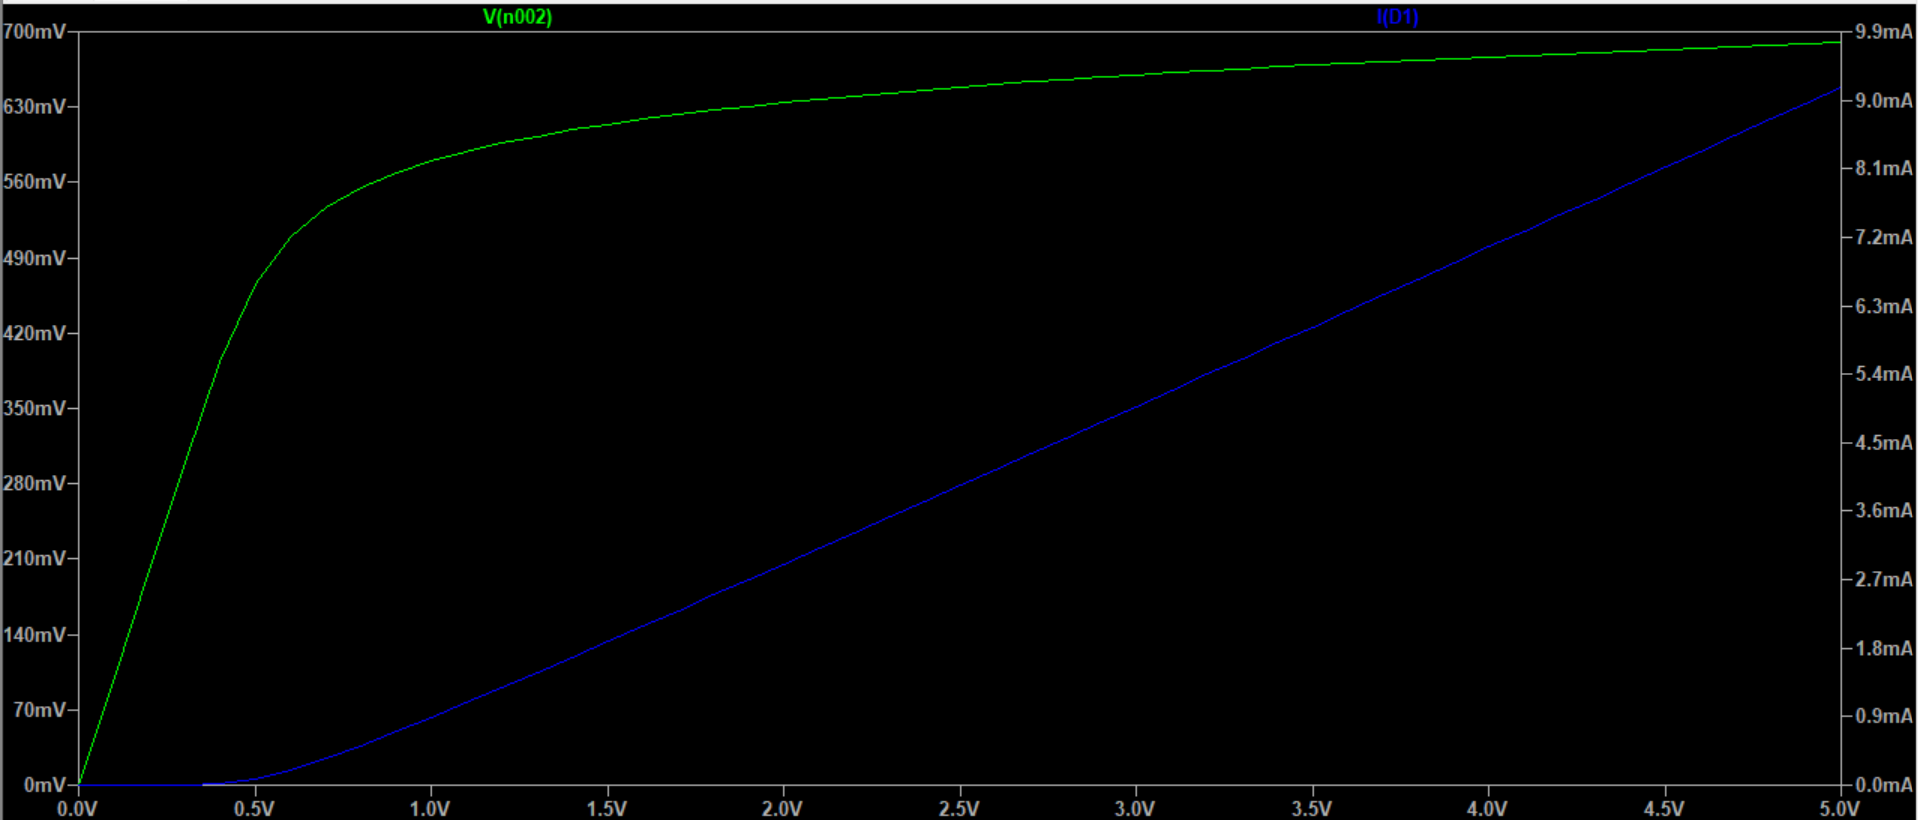 V(n002) I(D1)
700mV 9.9mA
630mV 9.0mA
560mV 8.1mA
490mV 7.2mA
420mV 6.3mA
350mV 5.4mA
280mV 4.5mA
210mV 3.6mA
140mV 2.7mA
70mV 1.8mA
0mV 0.9mA
0.0mA
0.0V 0.5V 1.0V 1.5V 2.0V 2.5V 3.0V 3.5V 4.0V 4.5V 5.0V